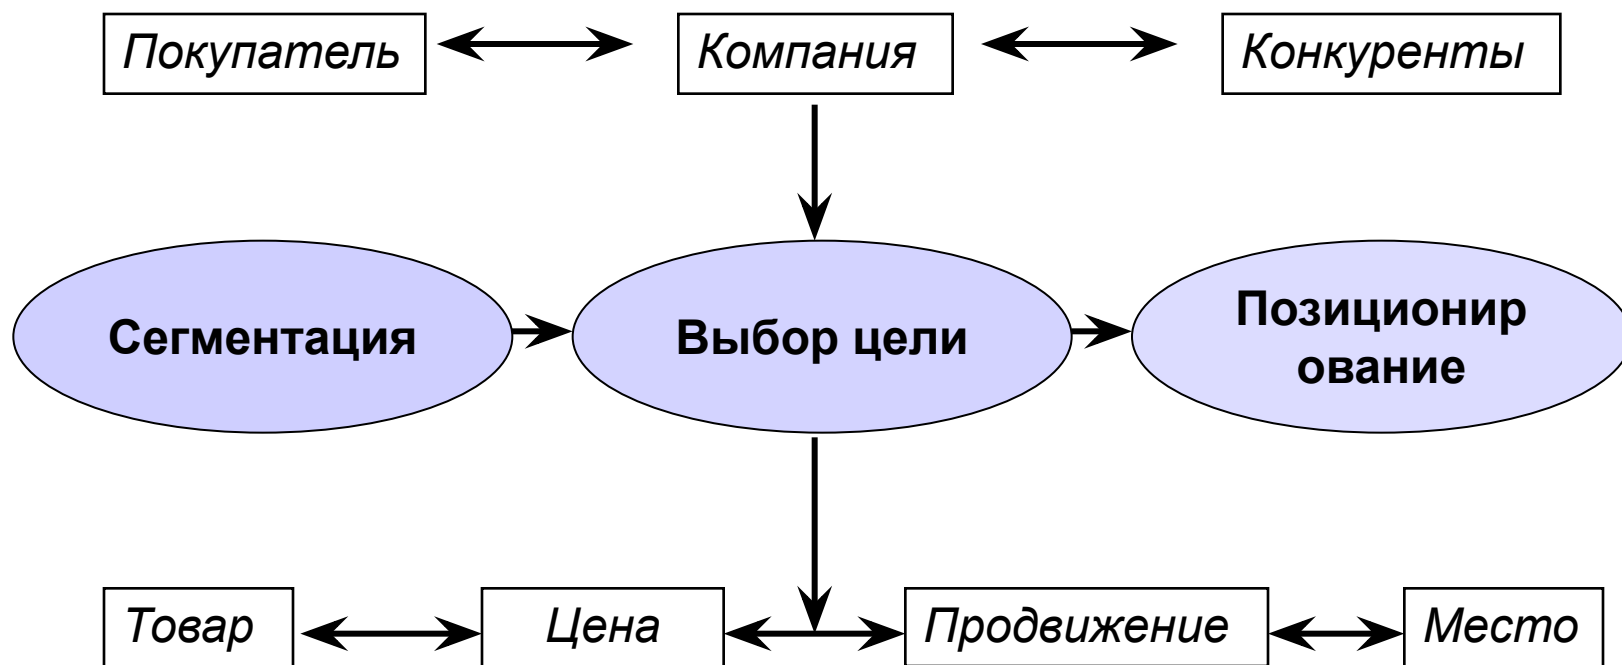 Покупатель
Компания
Конкуренты
Сегментация
Выбор цели
Позиционир
ование
Товар
Цена
Продвижение
Место